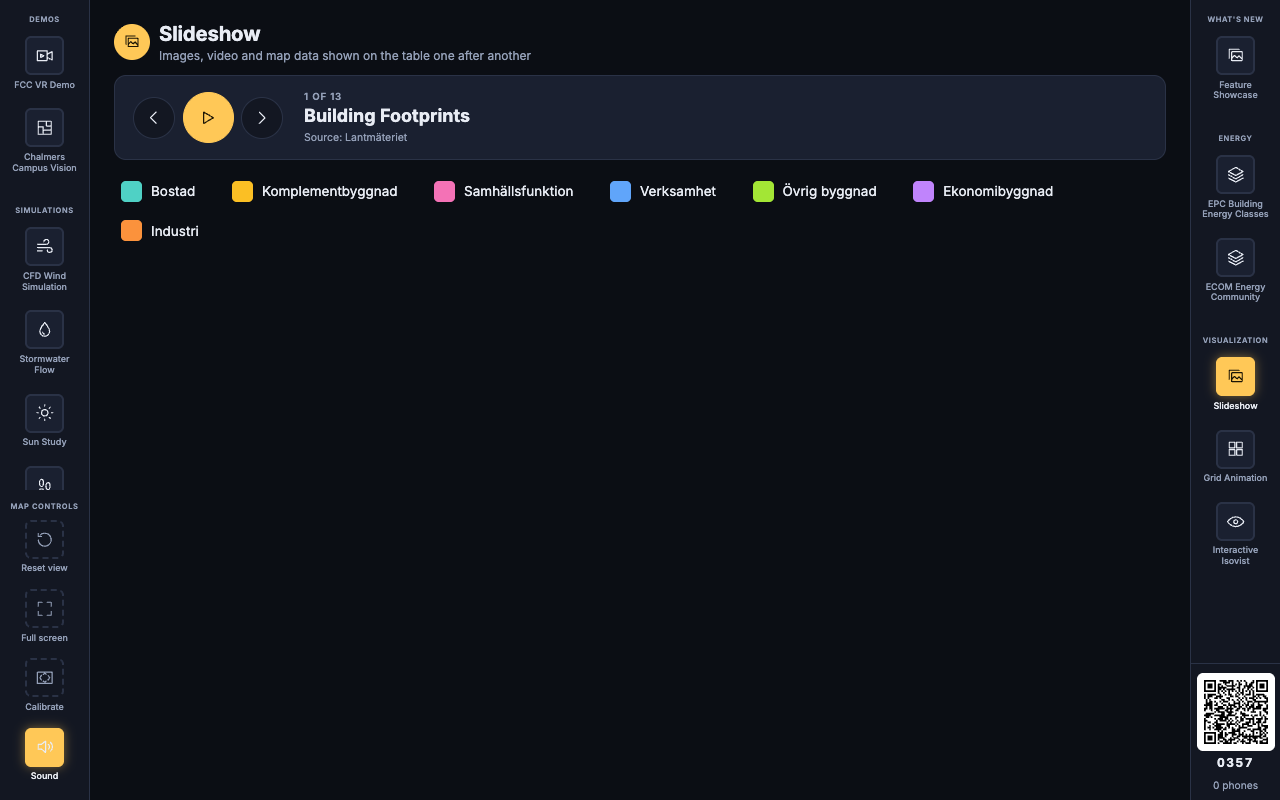 DEMOS
FCC VR Demo
Chalmers
Campus Vision
SIMULATIONS
CFD Wind
Simulation
Stormwater
Flow
Sun Study
MAP CONTROLS
Reset view
Full screen
Calibrate
Sound
Slideshow
Images, video and map data shown on the table one after another
1 OF 13
Building Footprints
Source: Lantmäteriet
Bostad
Komplementbyggnad
Samhällsfunktion
Verksamhet
Övrig byggnad
Ekonomibyggnad
Industri
WHAT'S NEW
Feature
Showcase
ENERGY
EPC Building
Energy Classes
ECOM Energy
Community
VISUALIZATION
Slideshow
Grid Animation
Interactive
Isovist
0357
0 phones